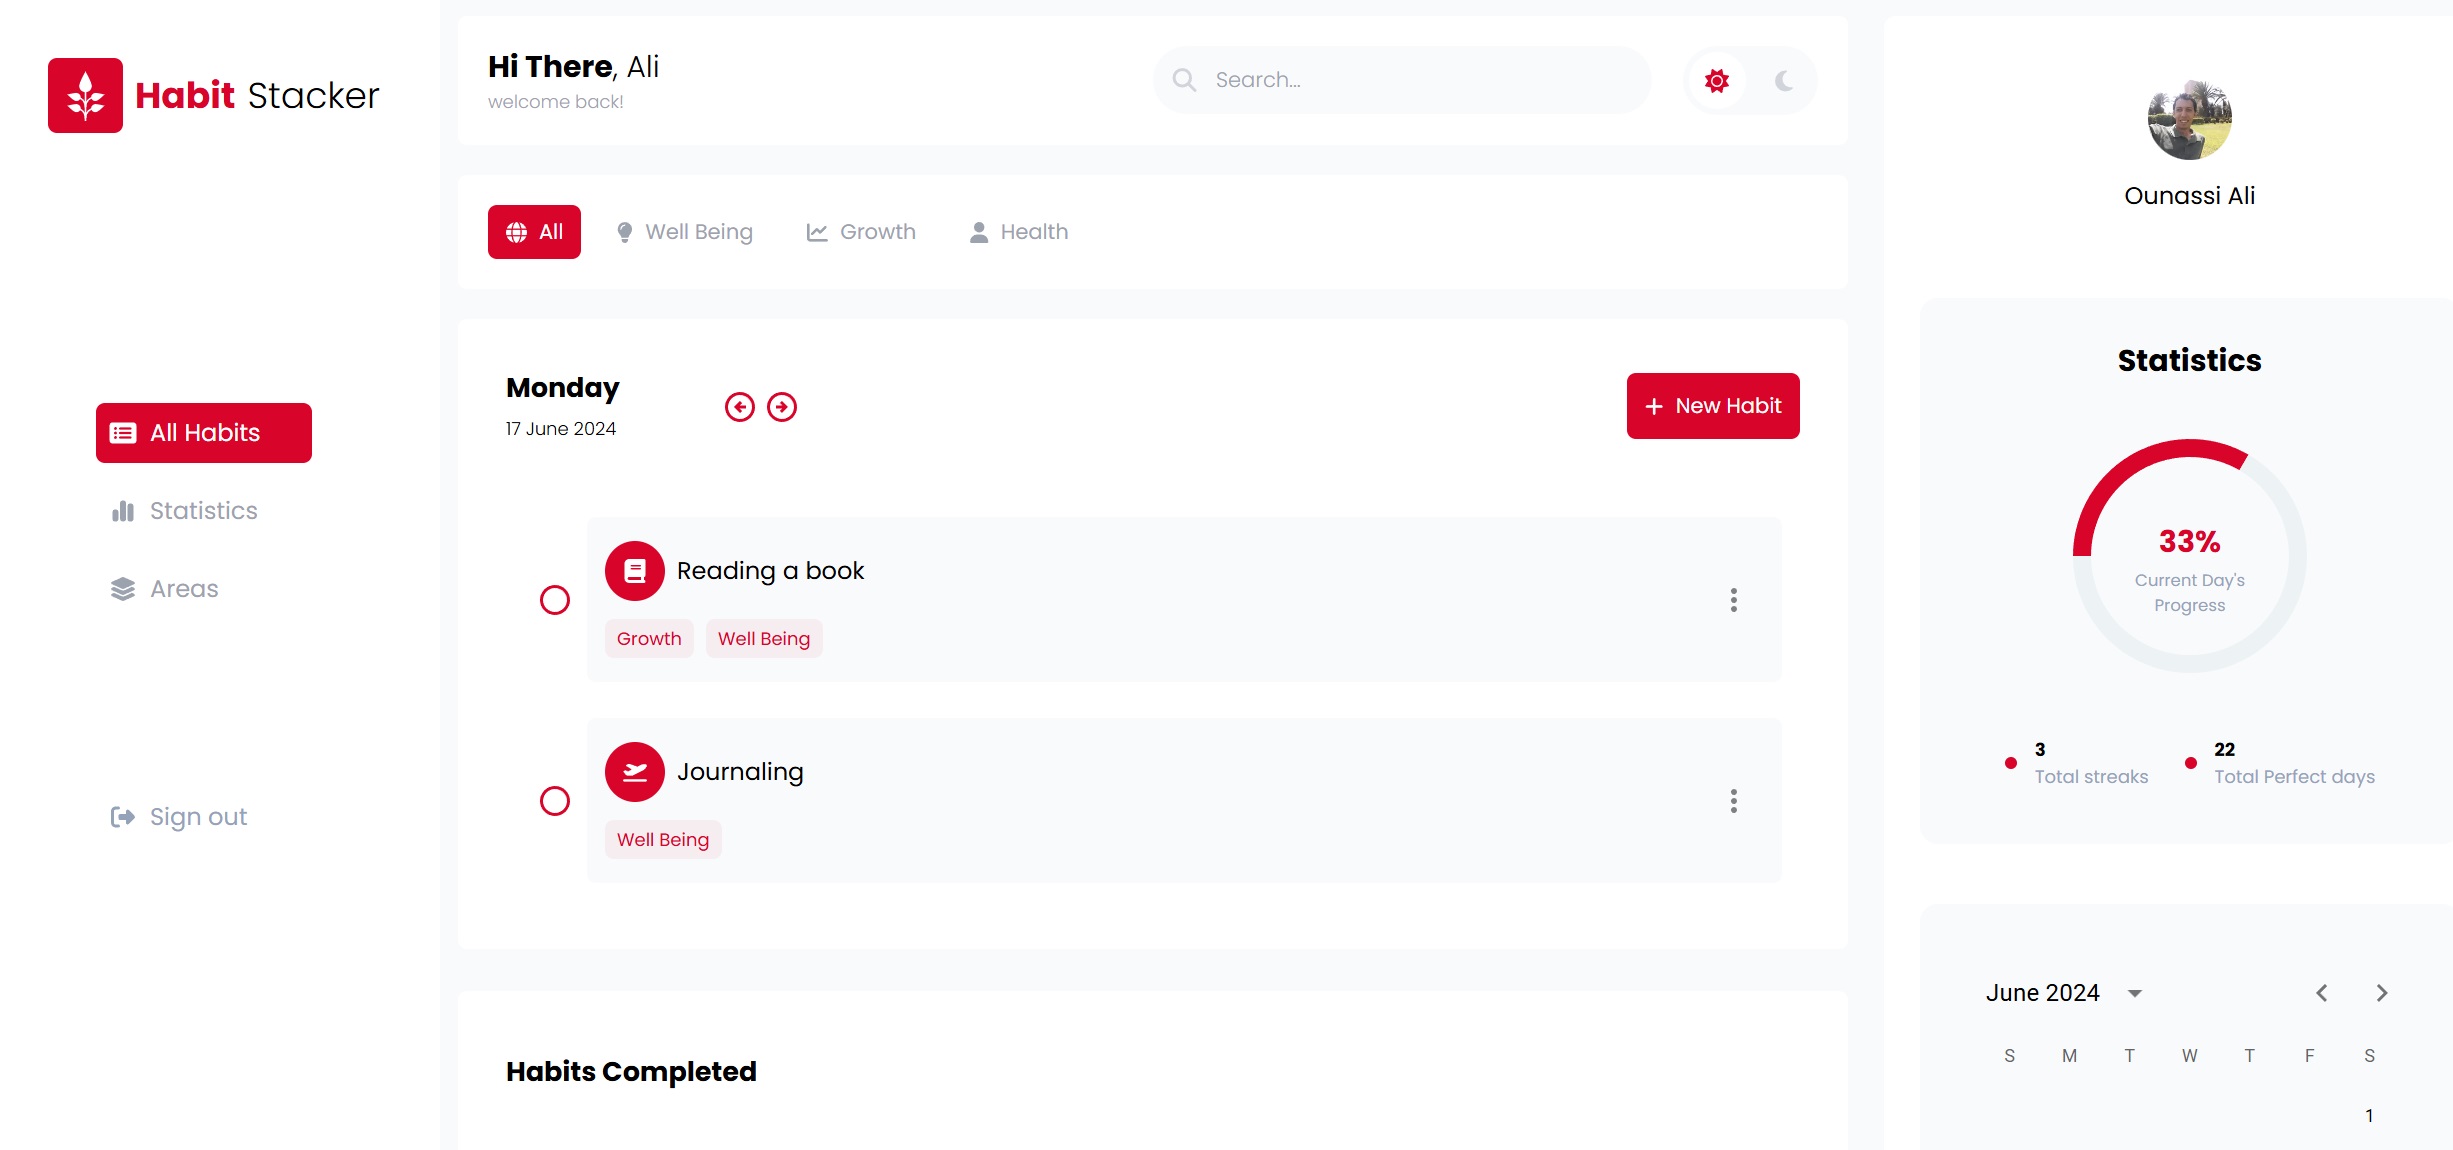 Habit Stacker
All Habits
Statistics
Areas
Sign out
Hi There, Ali
welcome back!
Search...
All
Well Being
Growth
Health
Monday
17 June 2024
New Habit
Reading a book
Growth
Well Being
Journaling
Well Being
Habits Completed
Ounassi Ali
Statistics
33%
Current Day's
Progress
3
Total streaks
22
Total Perfect days
June 2024
S M T W T F S
1